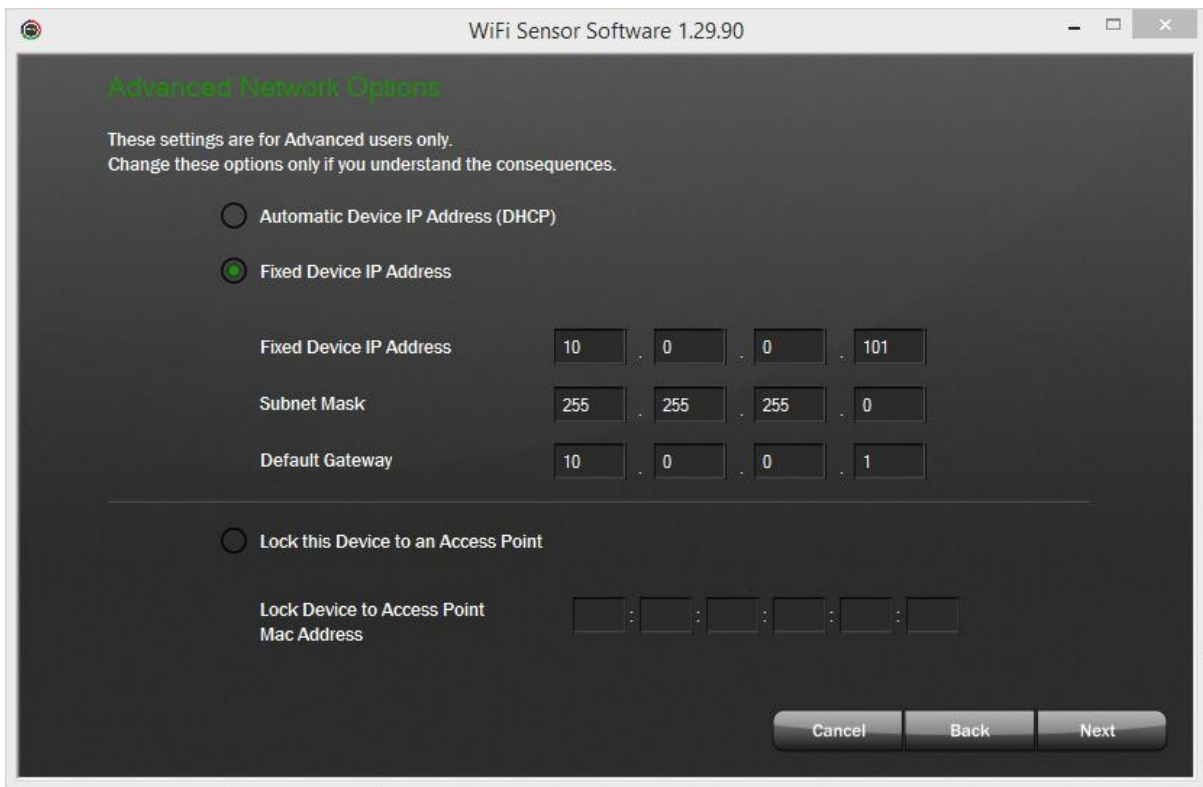 WiFi Sensor Software 1.29.90
Advanced Network Options
These settings are for Advanced users only.
Change these options only if you understand the consequences.
Automatic Device IP Address (DHCP)
Fixed Device IP Address
Fixed Device IP Address 10 . 0 . 0 . 101
Subnet Mask 255 . 255 . 255 . 0
Default Gateway 10 . 0 . 0 . 1
Lock this Device to an Access Point
Lock Device to Access Point
Mac Address : : : : :
Cancel Back Next